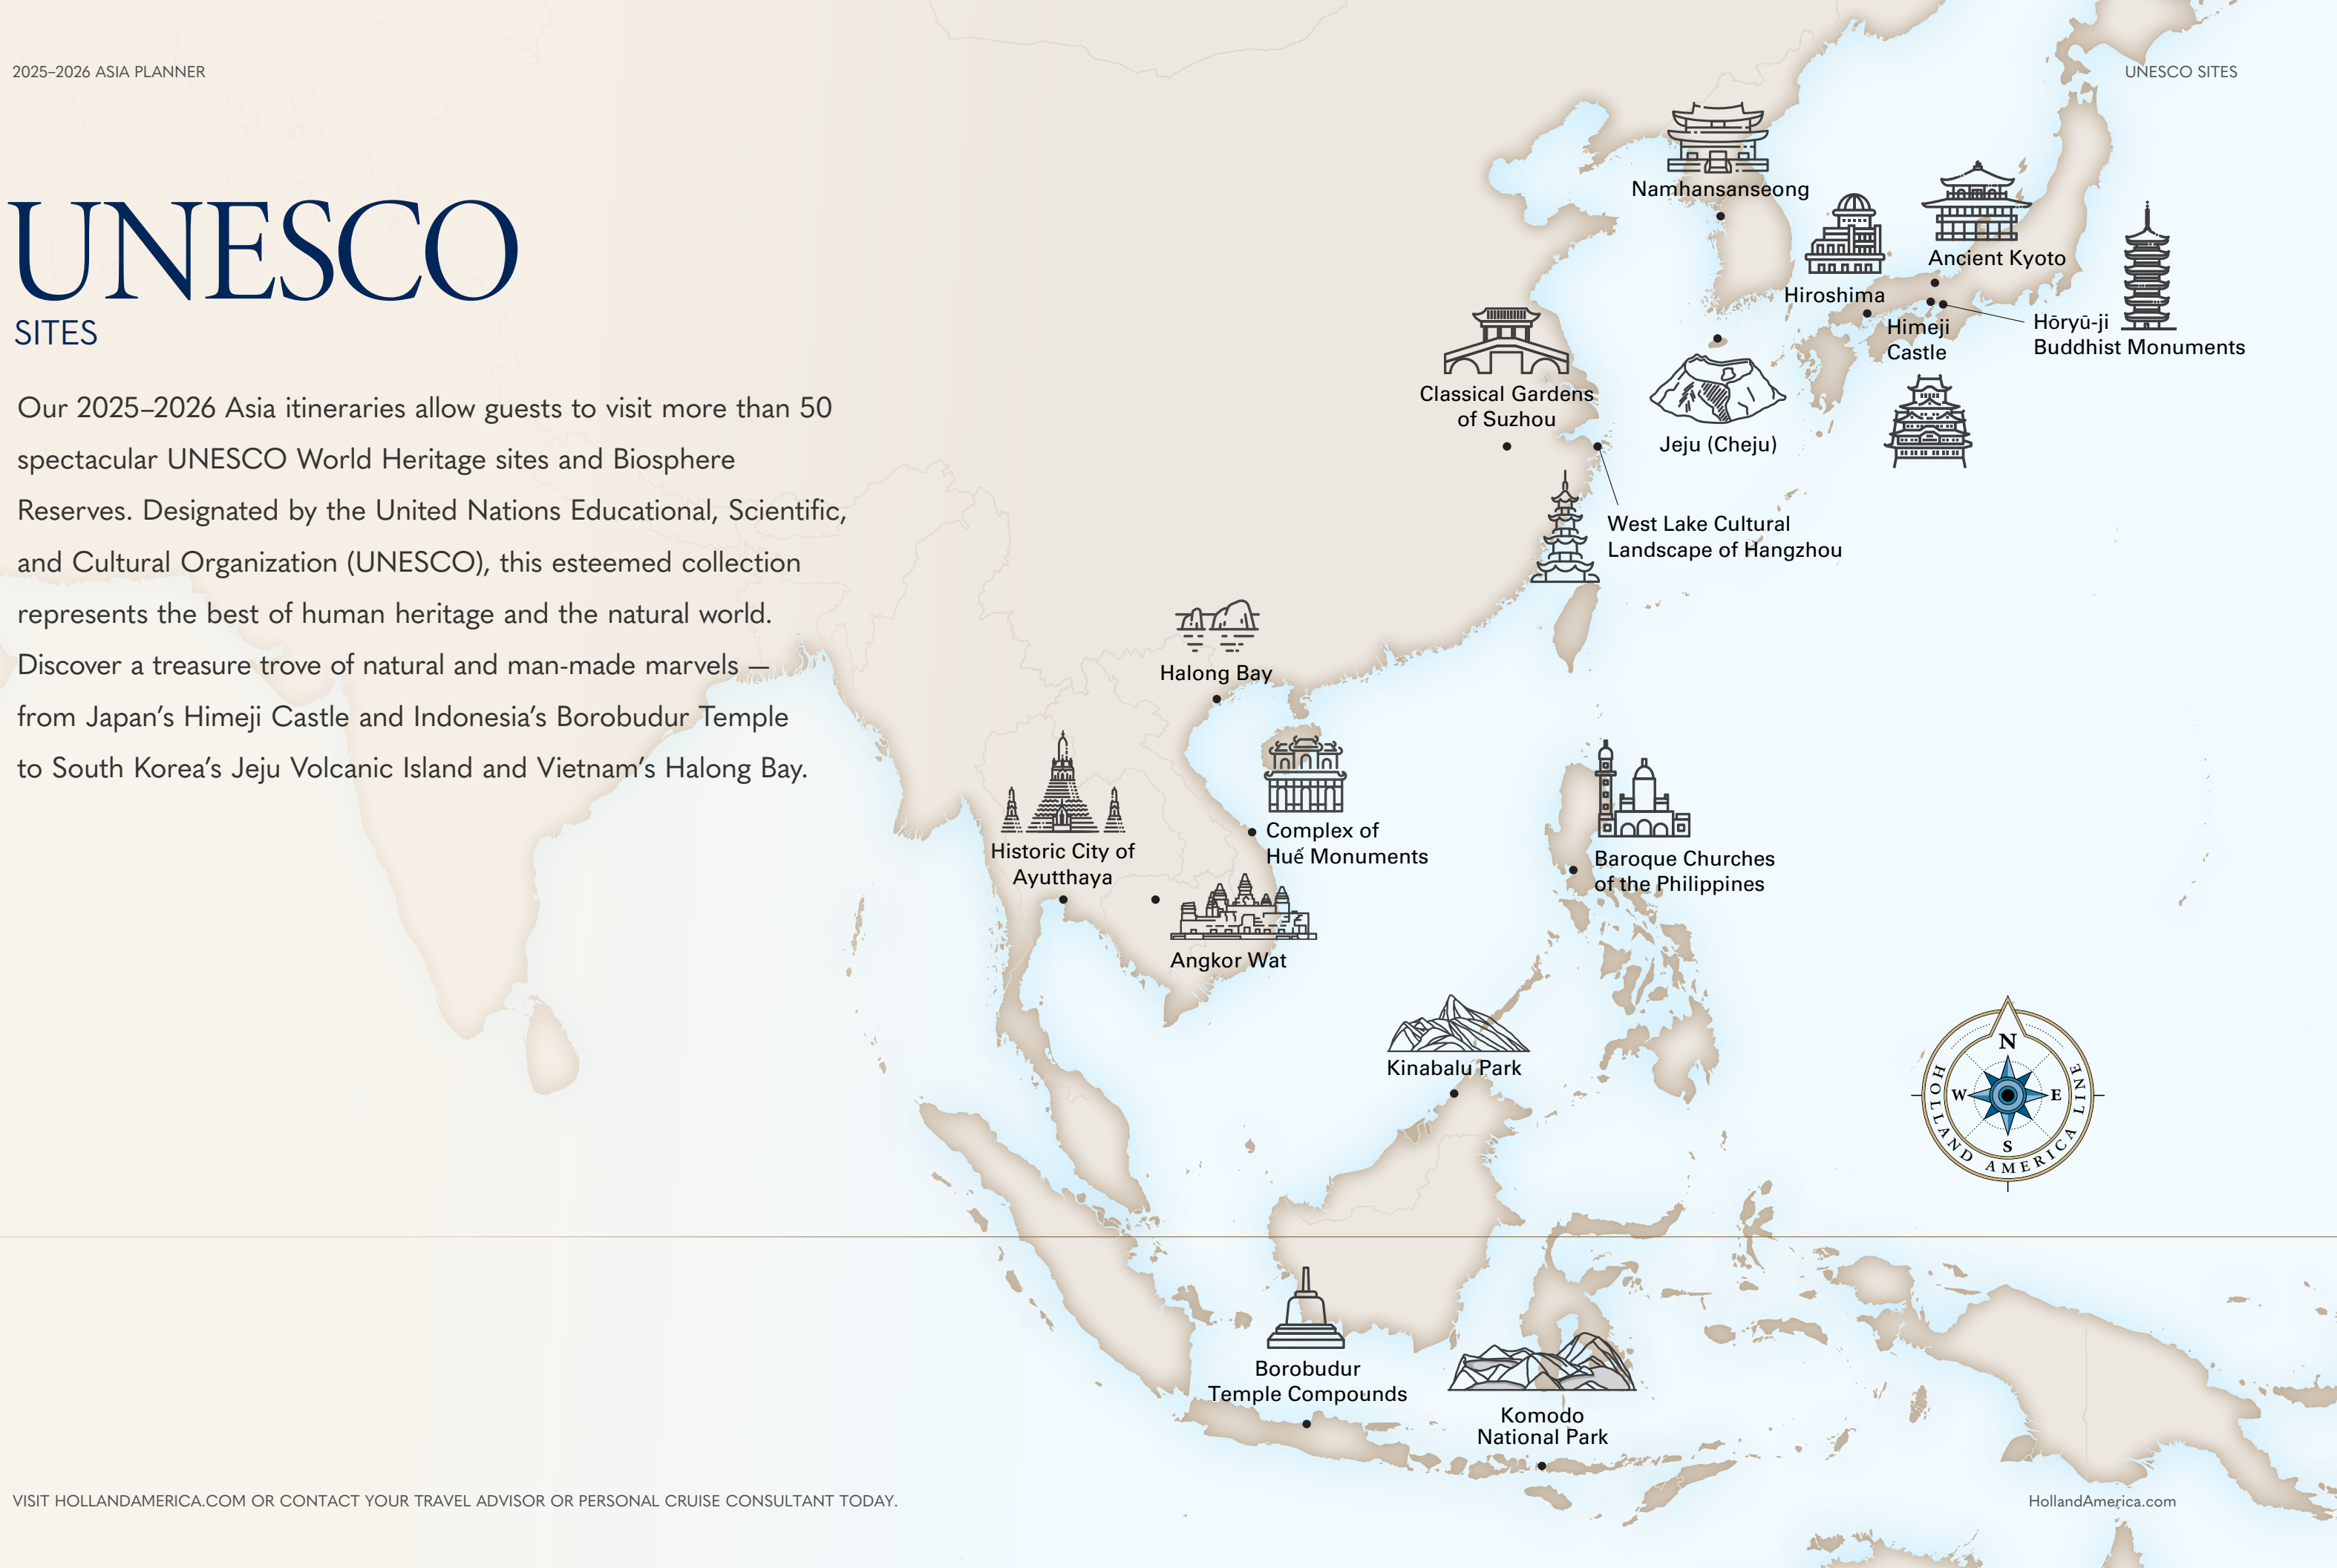 2025–2026 ASIA PLANNER
UNESCO SITES
UNESCO
SITES
Our 2025–2026 Asia itineraries allow guests to visit more than 50
spectacular UNESCO World Heritage sites and Biosphere
Reserves. Designated by the United Nations Educational, Scientific,
and Cultural Organization (UNESCO), this esteemed collection
represents the best of human heritage and the natural world.
Discover a treasure trove of natural and man-made marvels —
from Japan’s Himeji Castle and Indonesia’s Borobudur Temple
to South Korea’s Jeju Volcanic Island and Vietnam’s Halong Bay.
Namhansanseong
Ancient Kyoto
Hiroshima
Himeji
Castle
Hōryū-ji
Buddhist Monuments
Classical Gardens
of Suzhou
Jeju (Cheju)
West Lake Cultural
Landscape of Hangzhou
Halong Bay
Complex of
Huế Monuments
Historic City of
Ayutthaya
Baroque Churches
of the Philippines
Angkor Wat
Kinabalu Park
N
W
E
S
HOLLAND AMERICA LINE
Borobudur
Temple Compounds
Komodo
National Park
VISIT HOLLANDAMERICA.COM OR CONTACT YOUR TRAVEL ADVISOR OR PERSONAL CRUISE CONSULTANT TODAY.
HollandAmerica.com